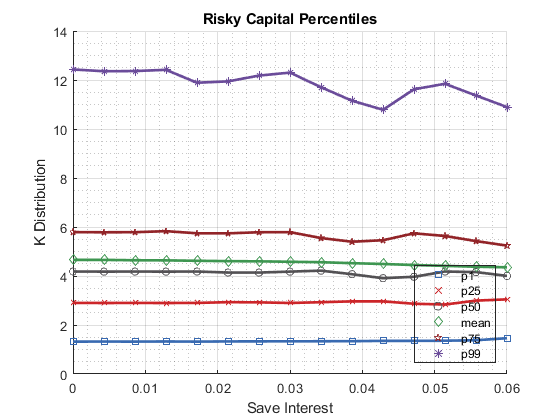 Risky Capital Percentiles
14
12
10
8
6
4
2
0
K Distribution
0
0.01
0.02
0.03
0.04
0.05
0.06
Save Interest
p1
p25
p50
mean
p75
p99